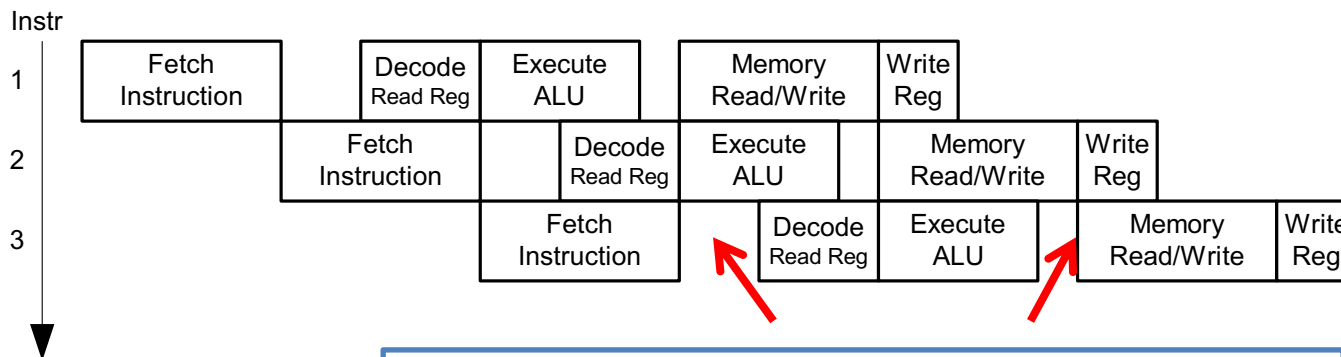 Instr
1
Fetch
Instruction
Decode
Read Reg
Execute
ALU
Memory
Read/Write
Write
Reg
2
Fetch
Instruction
Decode
Read Reg
Execute
ALU
Memory
Read/Write
Write
Reg
3
Fetch
Instruction
Decode
Read Reg
Execute
ALU
Memory
Read/Write
Write
Reg